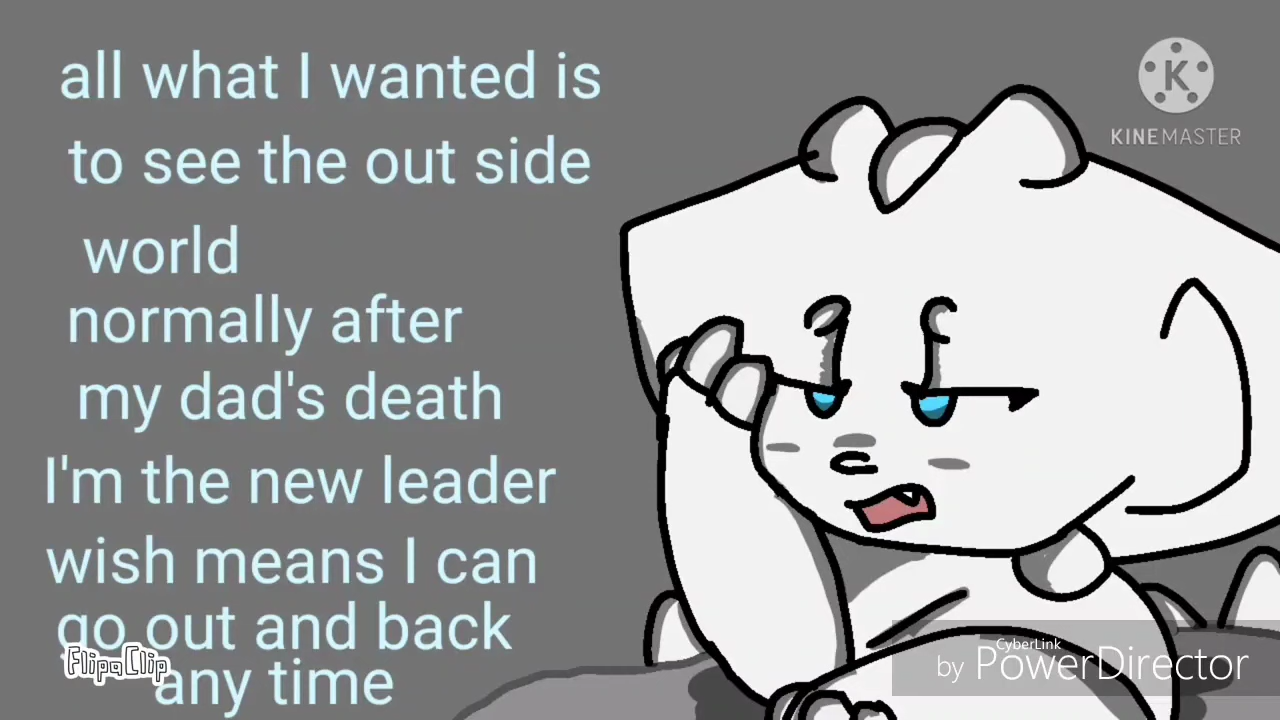 all what I wanted is
to see the out side
world
normally after
my dad's death
I'm the new leader
wish means I can
go out and back
any time
FlipaClip
K
KINEMASTER
CyberLink
by PowerDirector